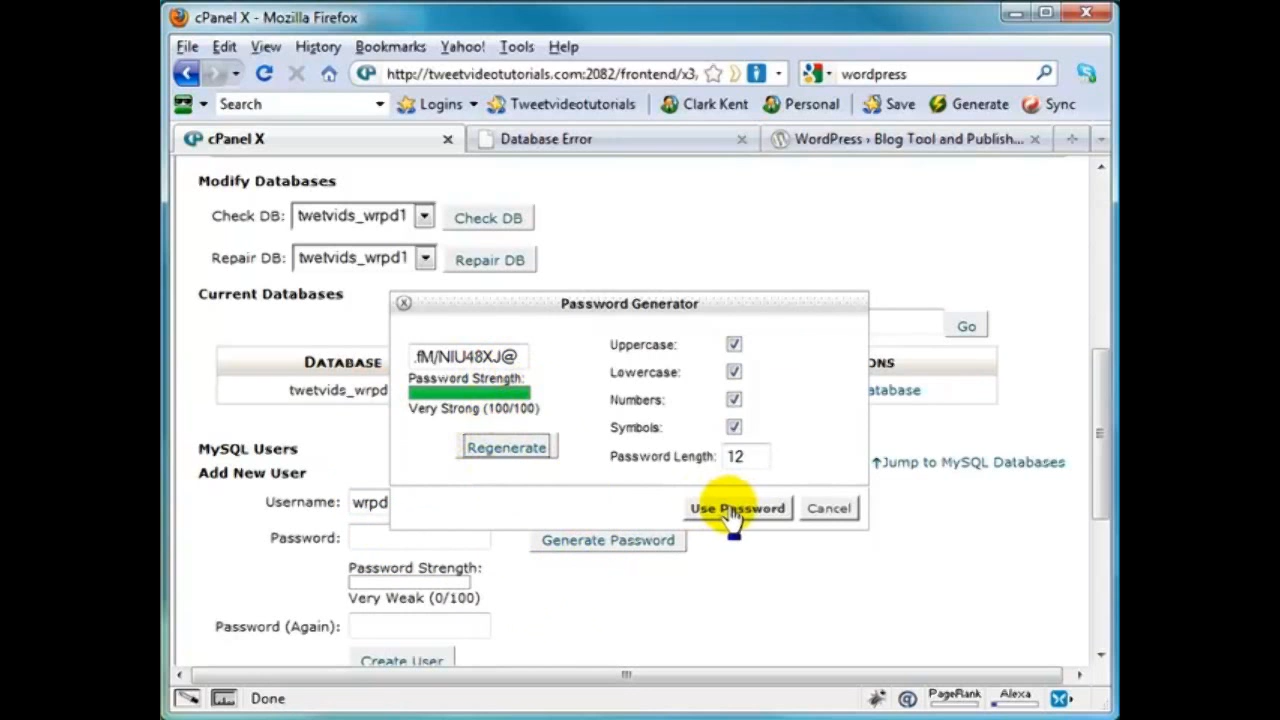 cPanel X - Mozilla Firefox
File Edit View History Bookmarks Yahoo! Tools Help
http://tweetvideotutorials.com:2082/frontend/x3, wordpress
Search Logins Tweetvideotutorials Clark Kent Personal Save Generate Sync
cPanel X Database Error WordPress › Blog Tool and Publish...
Modify Databases
Check DB: twetvids_wrpd1 Check DB
Repair DB: twetvids_wrpd1 Repair DB
Current Databases
Go
Password Generator
.fM/NIU48XJ@
Password Strength:
Very Strong (100/100)
Regenerate
Uppercase:
Lowercase:
Numbers:
Symbols:
Password Length: 12
Use Password Cancel
DATABASE ONS
twetvids_wrpd atabase
MySQL Users
Jump to MySQL Databases
Add New User
Username: wrpd
Password: Generate Password
Password Strength:
Very Weak (0/100)
Password (Again):
Create User
Done PageRank Alexa